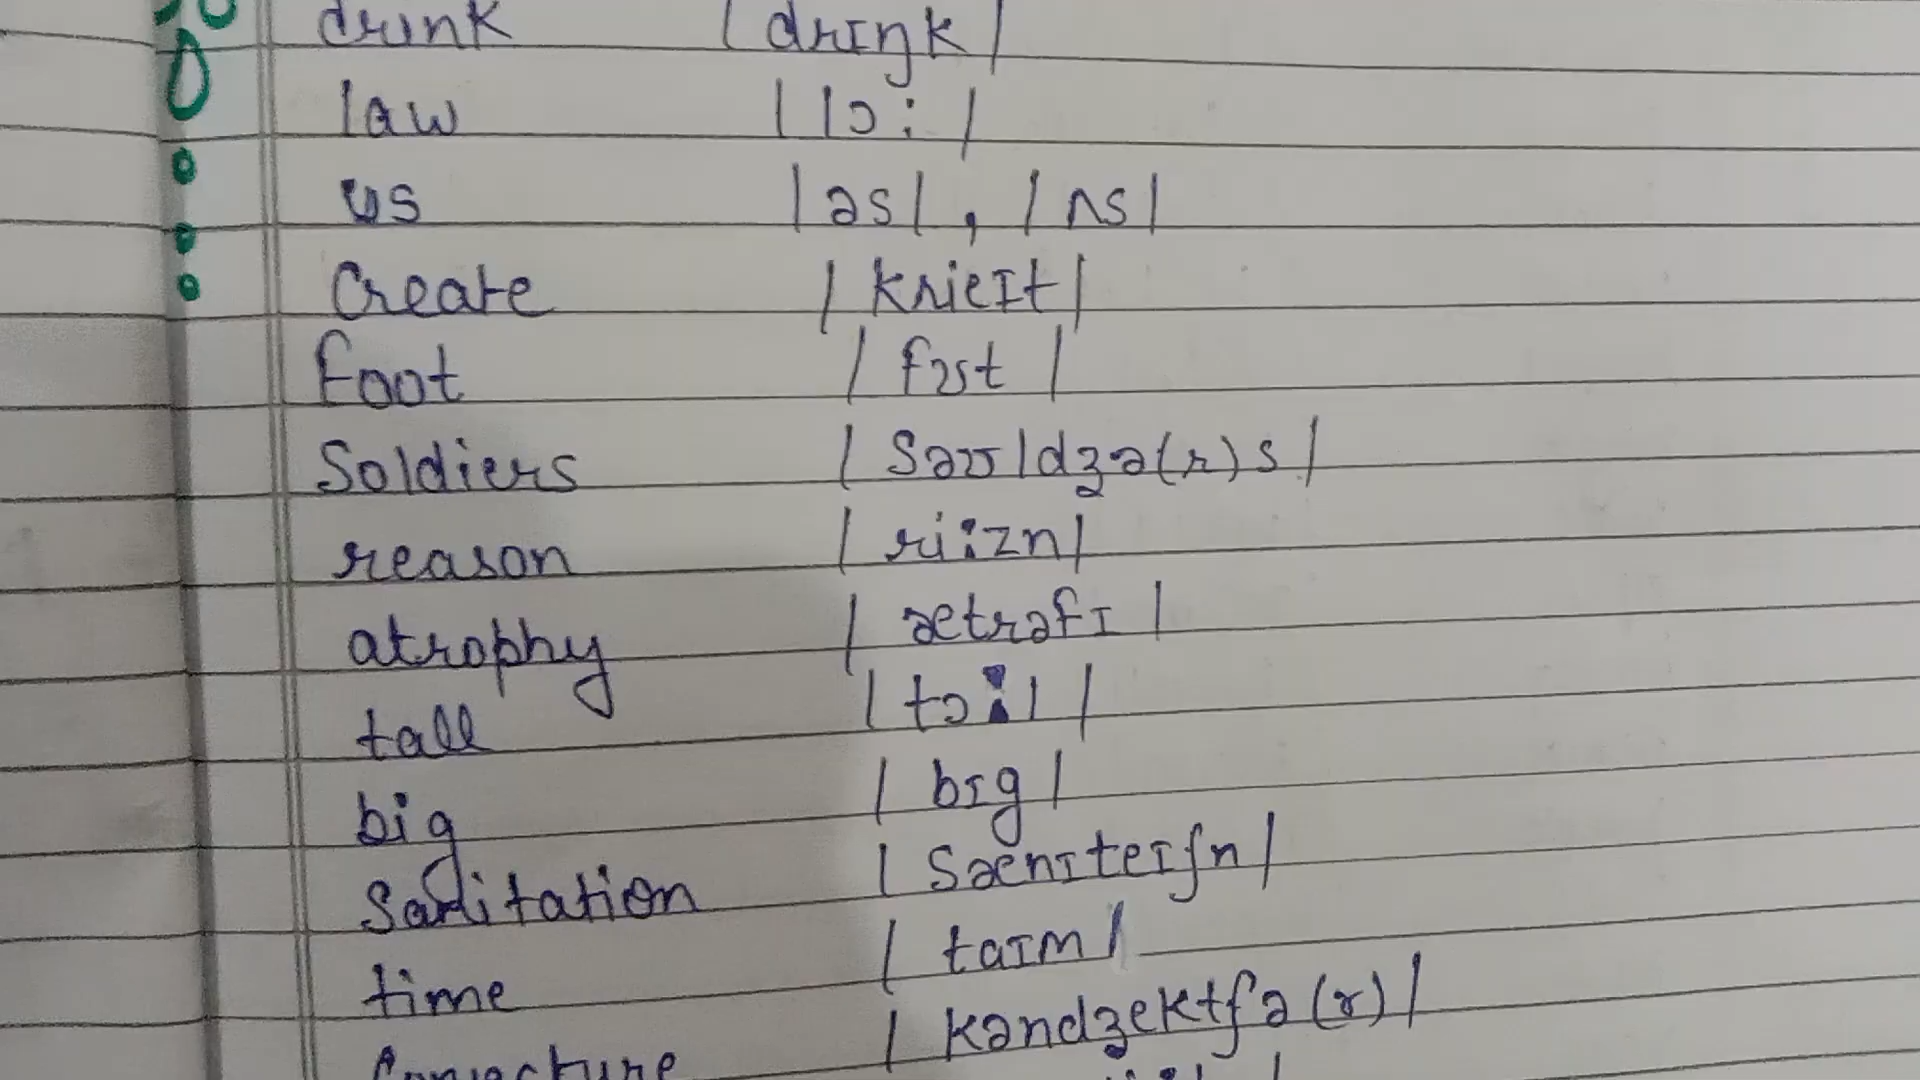 drink /drɪŋk/
law /lɔː/
us /əs/, /ʌs/
Create /krieɪt/
foot
Soldiers /Səʊldʒə(r)s/
reason /riːzn/
atrophy /ætrəfɪ/
tall /tɔːl/
big /bɪg/
Sanitation /Sænɪteɪʃn/
time /taɪm/
Conjecture /kəndʒektʃə(r)/